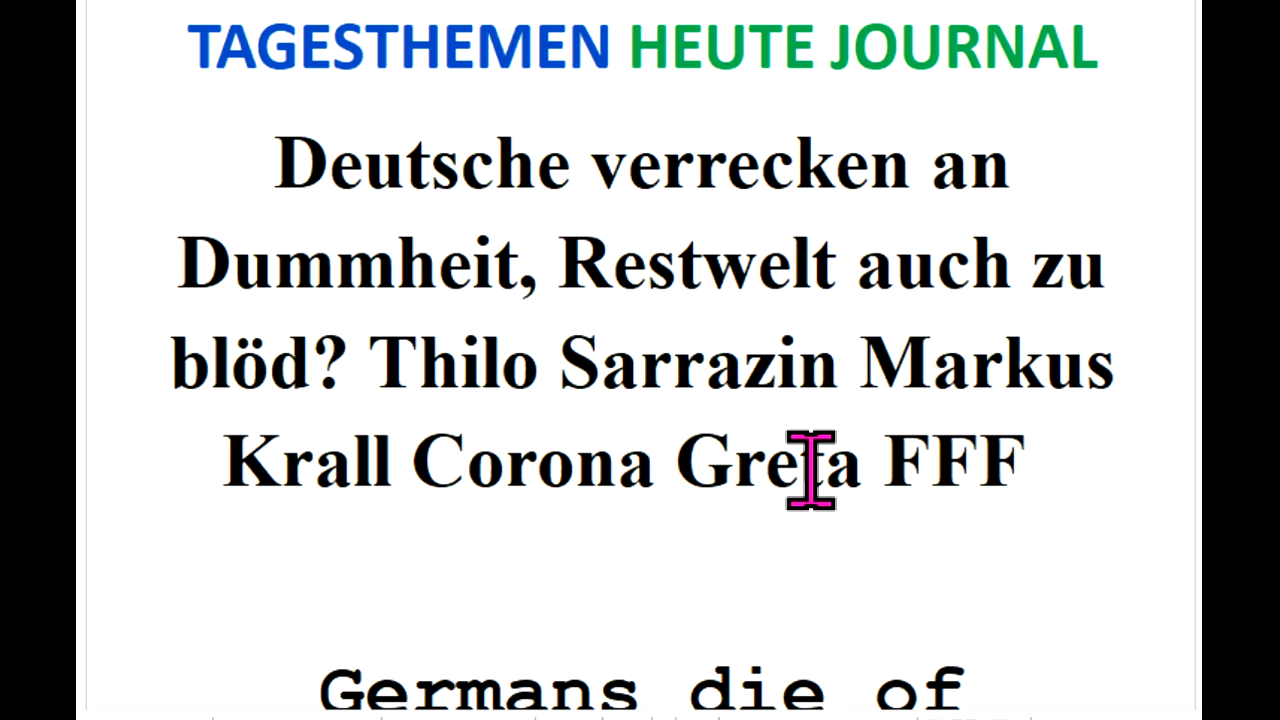 TAGESTHEMEN HEUTE JOURNAL
Deutsche verrecken an
Dummheit, Restwelt auch zu
blöd? Thilo Sarrazin Markus
Krall Corona Greta FFF
Germans die of